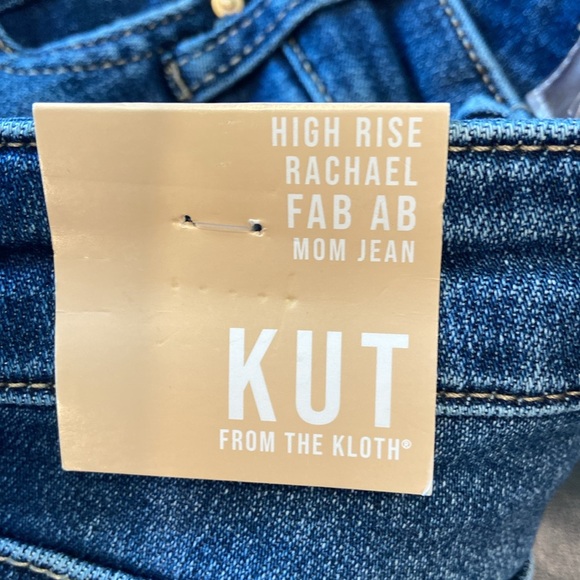 HIGH RISE
RACHAEL
FAB AB
MOM JEAN
KUT
FROM THE KLOTH®